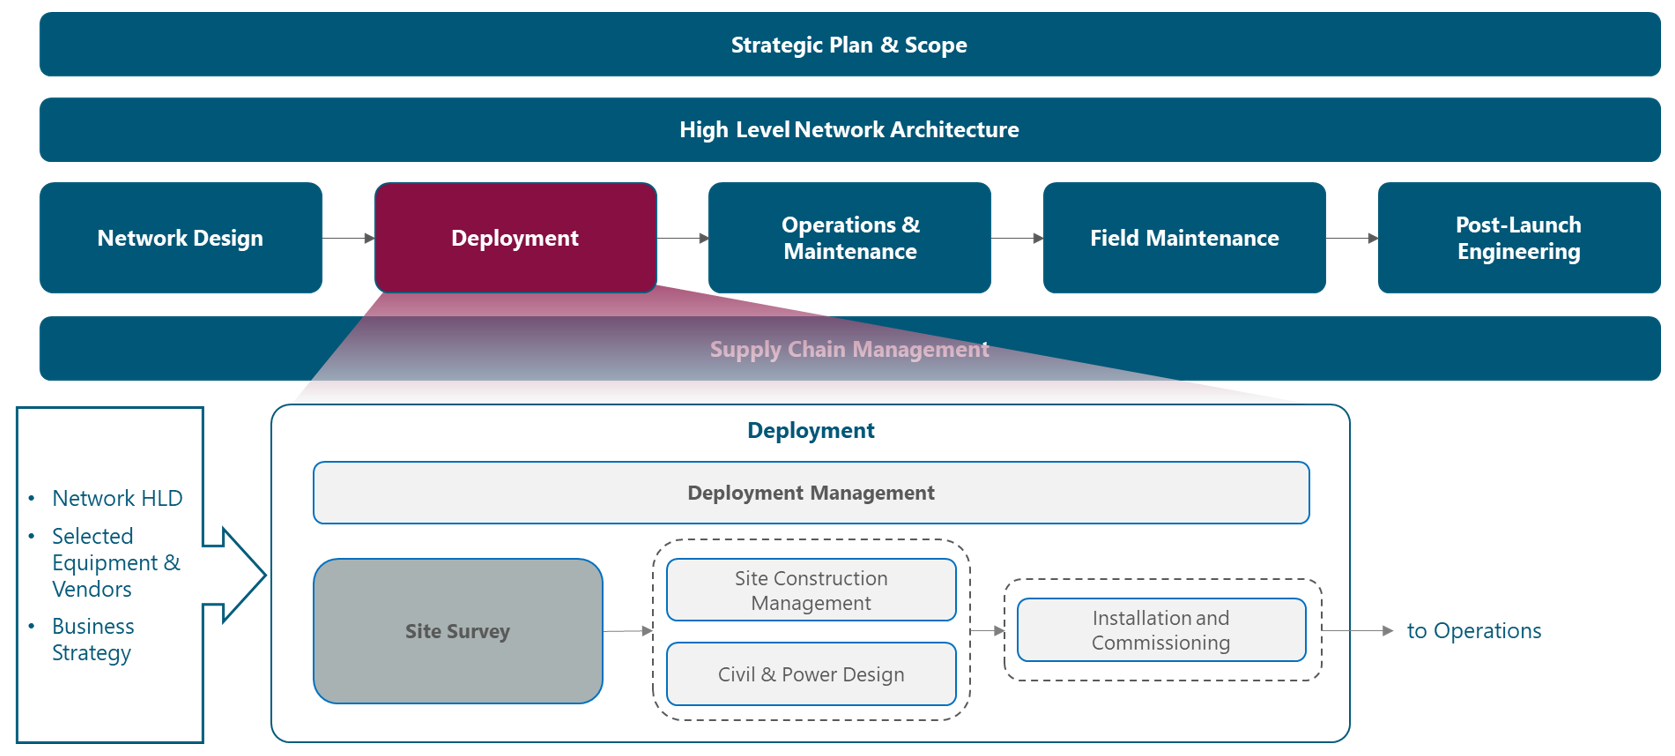 Strategic Plan & Scope
High Level Network Architecture
Network Design
Deployment
Operations &
Maintenance
Field Maintenance
Post-Launch
Engineering
Supply Chain Management
• Network HLD
• Selected
Equipment &
Vendors
• Business
Strategy
Deployment
Deployment Management
Site Survey
Site Construction
Management
Civil & Power Design
Installation and
Commissioning
to Operations